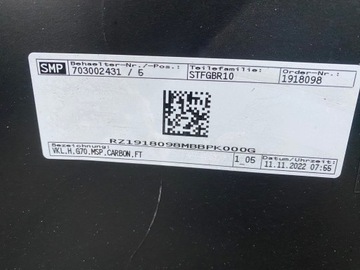 SMP Behaelter-Nr./-Pos.: Teilefamilie: Order-Nr.:
703002431 / 6 STFGBR10 1918098
RZ1918098MBBPK000G
Bezeichnung 1_05 Datum/Uhrzeit:
VKL.H.G70.MSP.CARBON.FT 11.11.2022 07:55